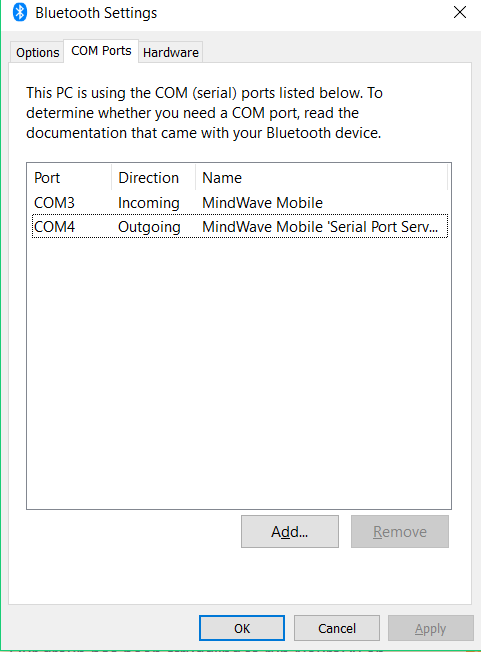 Bluetooth Settings
Options COM Ports Hardware
This PC is using the COM (serial) ports listed below. To
determine whether you need a COM port, read the
documentation that came with your Bluetooth device.
Port Direction Name
COM3 Incoming MindWave Mobile
COM4 Outgoing MindWave Mobile 'Serial Port Serv...
Add... Remove
OK Cancel Apply